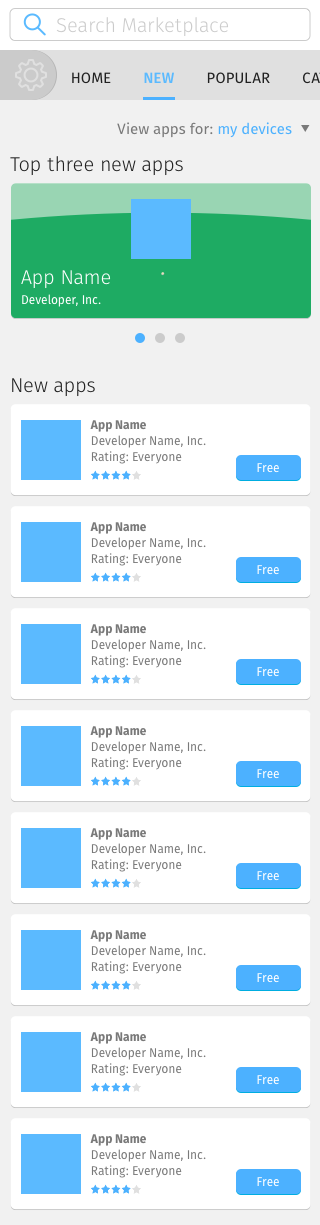 Search Marketplace
HOME NEW POPULAR CA
View apps for: my devices
Top three new apps
App Name
Developer, Inc.
New apps
App Name
Developer Name, Inc.
Rating: Everyone
Free
App Name
Developer Name, Inc.
Rating: Everyone
Free
App Name
Developer Name, Inc.
Rating: Everyone
Free
App Name
Developer Name, Inc.
Rating: Everyone
Free
App Name
Developer Name, Inc.
Rating: Everyone
Free
App Name
Developer Name, Inc.
Rating: Everyone
Free
App Name
Developer Name, Inc.
Rating: Everyone
Free
App Name
Developer Name, Inc.
Rating: Everyone
Free